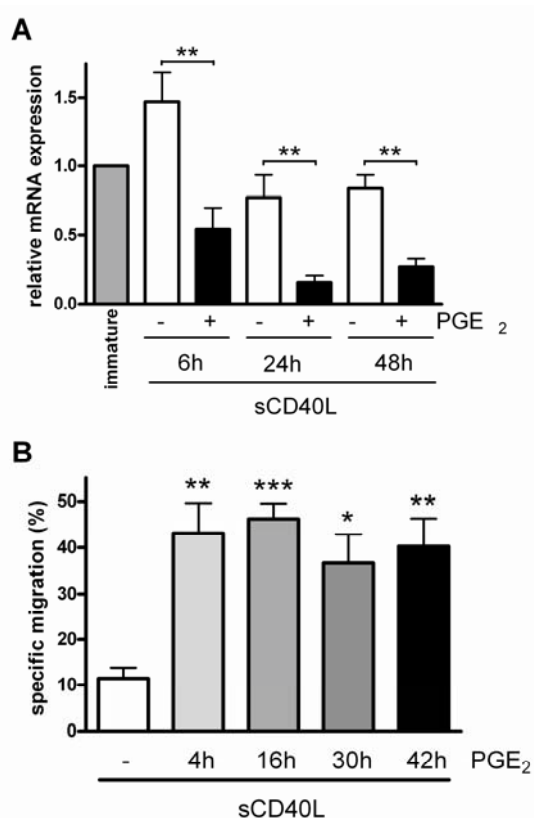 A
relative mRNA expression
1.5
1.0
0.5
0.0
** ** **
immature
- + - + - + PGE 2
6h 24h 48h
sCD40L
B
specific migration (%)
50
40
30
20
10
0
** *** * **
- 4h 16h 30h 42h PGE2
sCD40L